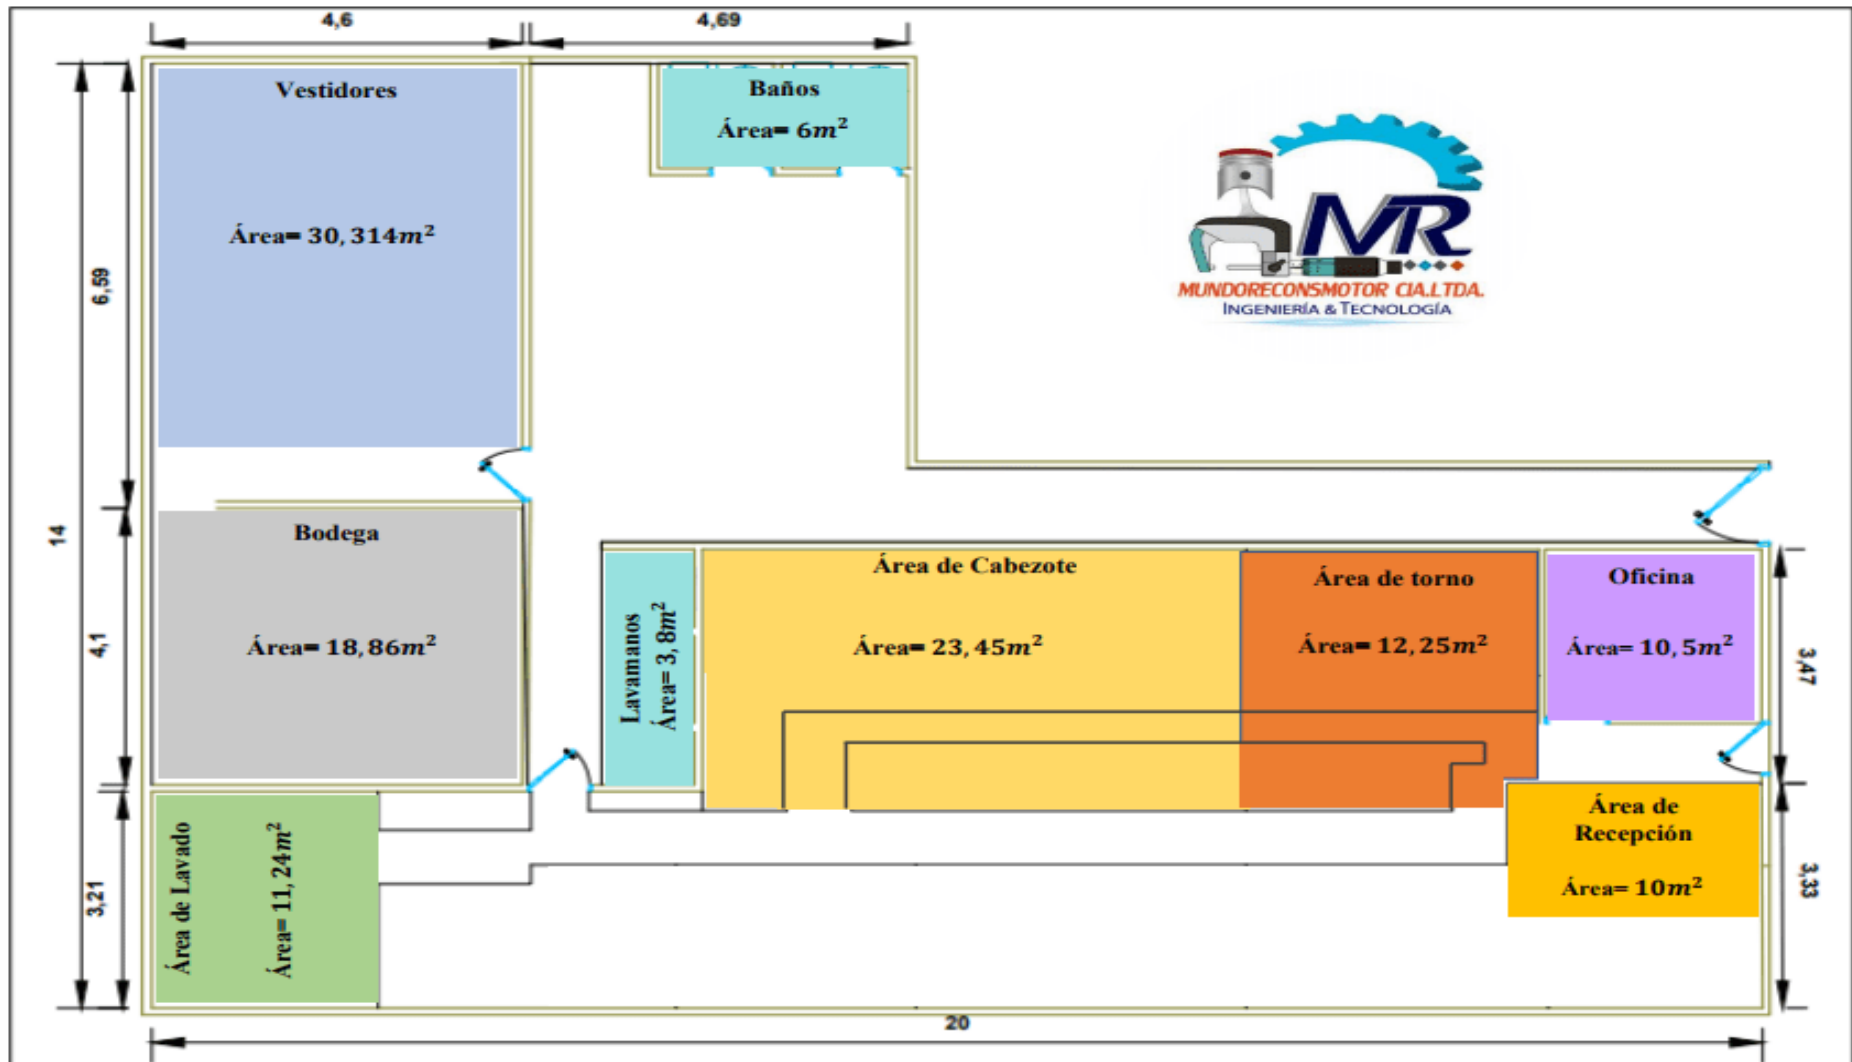 4,6
4,69
Vestidores
Área= 30,314m²
Baños
Área= 6m²
MR
MUNDORECONSMOTOR CIA.LTDA.
INGENIERÍA & TECNOLOGÍA
6,59
14
Bodega
Área= 18,86m²
4,1
Lavamanos
Área= 3,8m²
Área de Cabezote
Área= 23,45m²
Área de torno
Área= 12,25m²
Oficina
Área= 10,5m²
3,47
Área de Lavado
Área= 11,24m²
3,21
Área de
Recepción
Área= 10m²
3,33
20